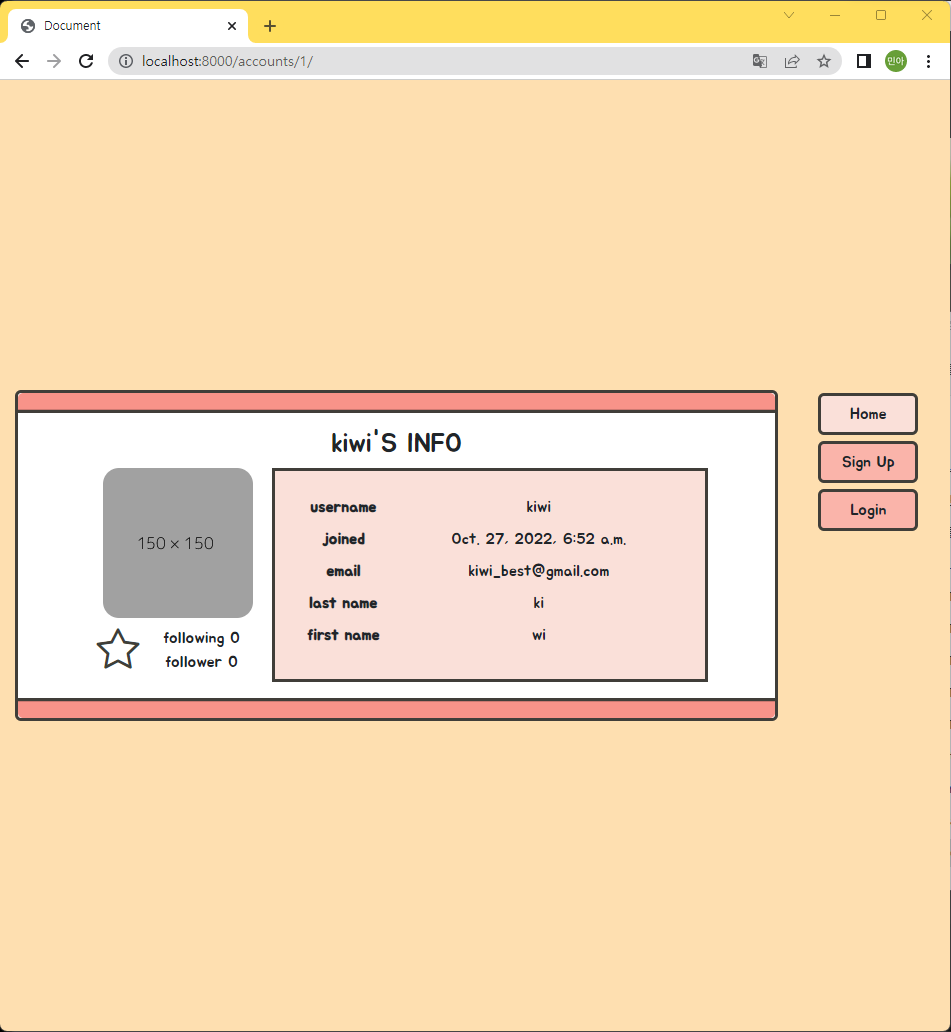 Document
localhost:8000/accounts/1/
민아
kiwi'S INFO
150 × 150
following 0
follower 0
username kiwi
joined Oct. 27, 2022, 6:52 a.m.
email kiwi_best@gmail.com
last name ki
first name wi
Home
Sign Up
Login